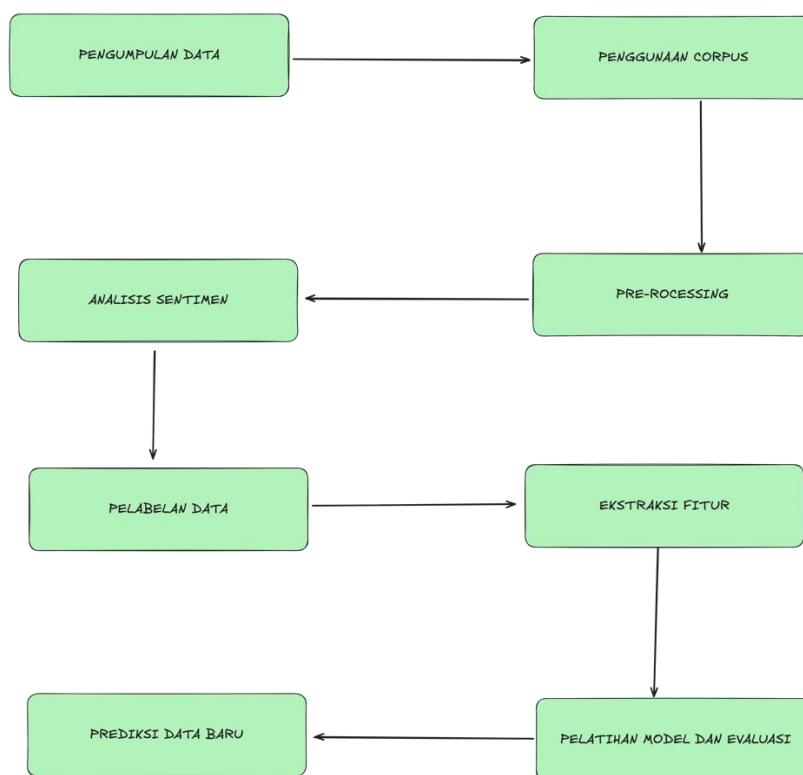 PENGUMPULAN DATA
PENGGUNAAN CORPUS
PRE-ROCESSING
ANALISIS SENTIMEN
PELABELAN DATA
EKSTRAKSI FITUR
PELATIHAN MODEL DAN EVALUASI
PREDIKSI DATA BARU